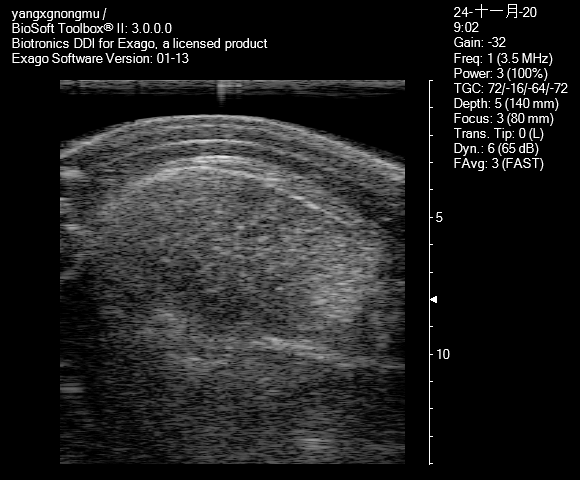 yangxgnongmu /
BioSoft Toolbox® II: 3.0.0.0
Biotronics DDI for Exago, a licensed product
Exago Software Version: 01-13
24-十一月-20
9:02
Gain: -32
Freq: 1 (3.5 MHz)
Power: 3 (100%)
TGC: 72/-16/-64/-72
Depth: 5 (140 mm)
Focus: 3 (80 mm)
Trans. Tip: 0 (L)
Dyn.: 6 (65 dB)
FAvg: 3 (FAST)
5
10